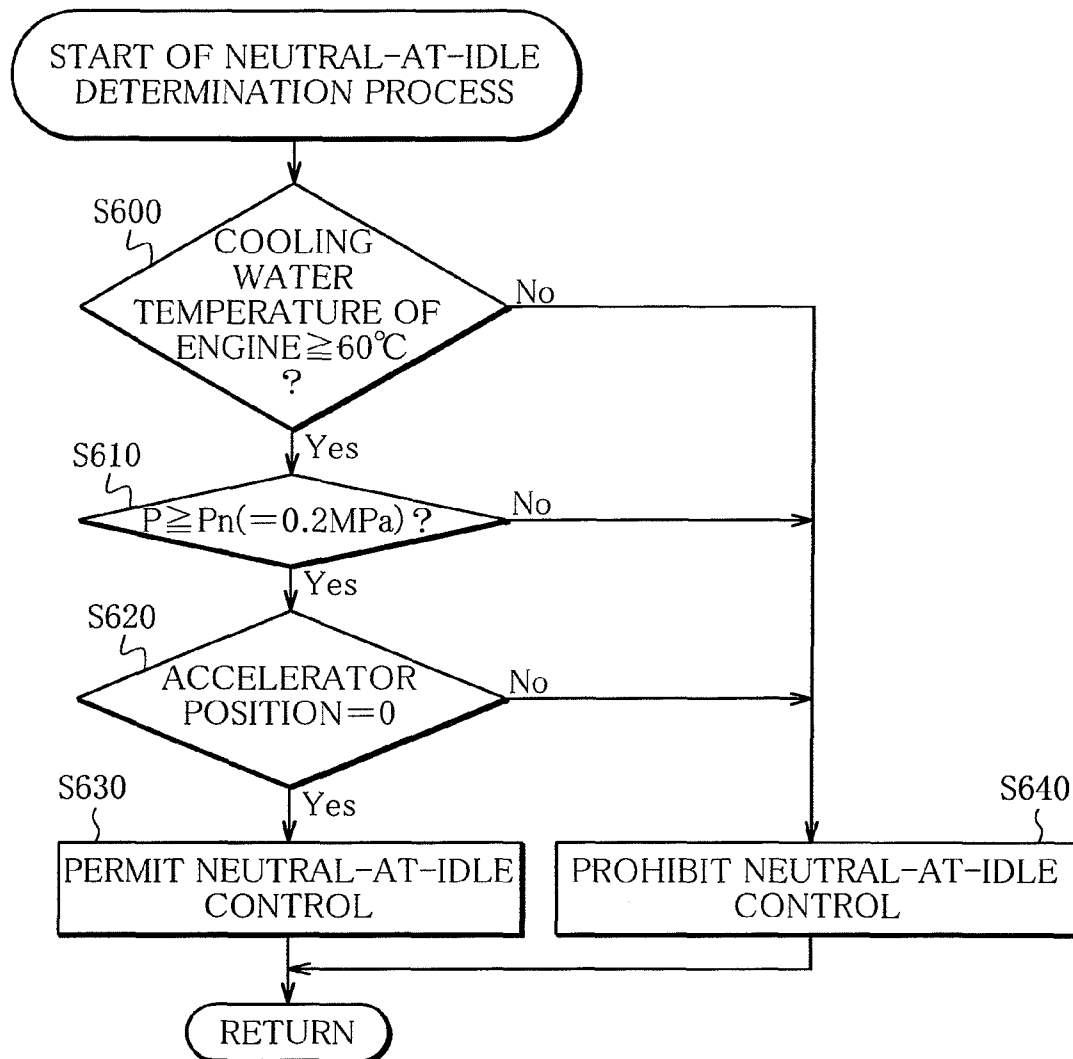 START OF NEUTRAL-AT-IDLE
DETERMINATION PROCESS
S600
COOLING
WATER
TEMPERATURE OF
ENGINE≧60℃
?
No
Yes
S610
P≧Pn(=0.2MPa)?
No
Yes
S620
ACCELERATOR
POSITION=0
No
Yes
S630
PERMIT NEUTRAL-AT-IDLE
CONTROL
S640
PROHIBIT NEUTRAL-AT-IDLE
CONTROL
RETURN